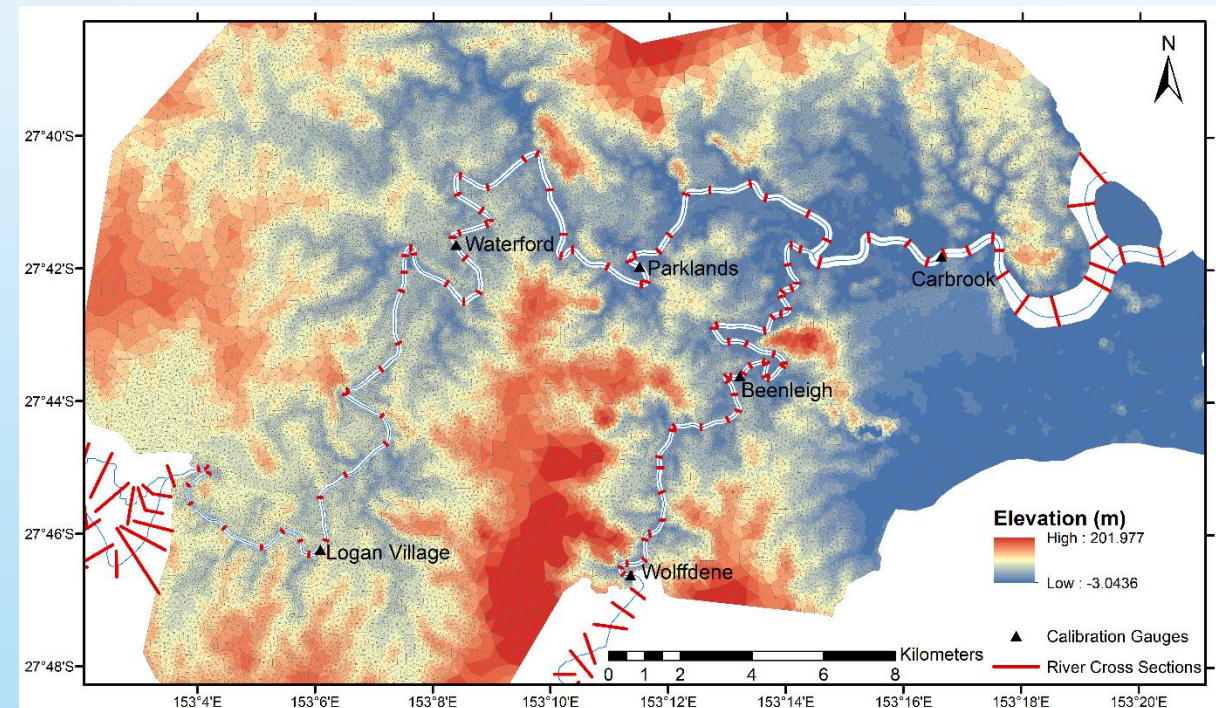 N
27°40'S
27°42'S
27°44'S
27°46'S
27°48'S
Waterford
Parklands
Carbrook
Beenleigh
Logan Village
Wolffdene
Elevation (m)
High : 201.977
Low : -3.0436
Calibration Gauges
River Cross Sections
Kilometers
0 1 2 4 6 8
153°4'E 153°6'E 153°8'E 153°10'E 153°12'E 153°14'E 153°16'E 153°18'E 153°20'E